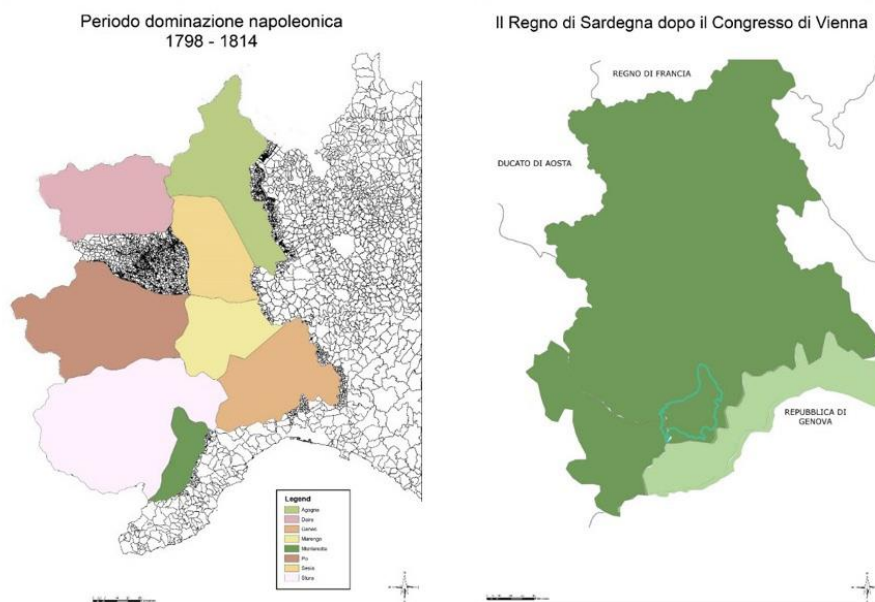 Periodo dominazione napoleonica
1798 - 1814
Legend
Agogna
Dora
Genes
Marengo
Montenotte
Po
Sesia
Stura
Il Regno di Sardegna dopo il Congresso di Vienna
REGNO DI FRANCIA
DUCATO DI AOSTA
REPUBBLICA DI
GENOVA